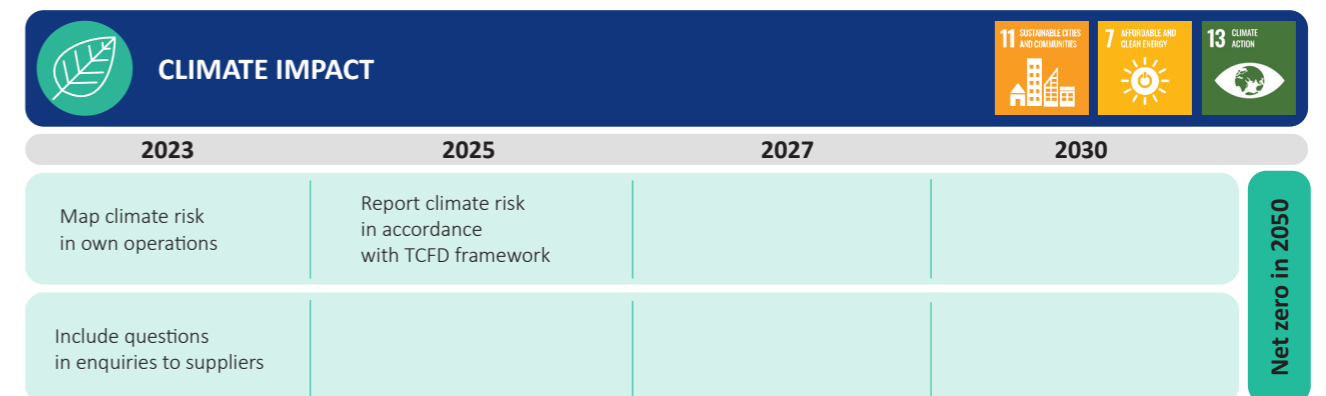 CLIMATE IMPACT
11 SUSTAINABLE CITIES
AND COMMUNITIES
7 AFFORDABLE AND
CLEAN ENERGY
13 CLIMATE
ACTION
2023
2025
2027
2030
Map climate risk
in own operations
Report climate risk
in accordance
with TCFD framework
Include questions
in enquiries to suppliers
Net zero in 2050